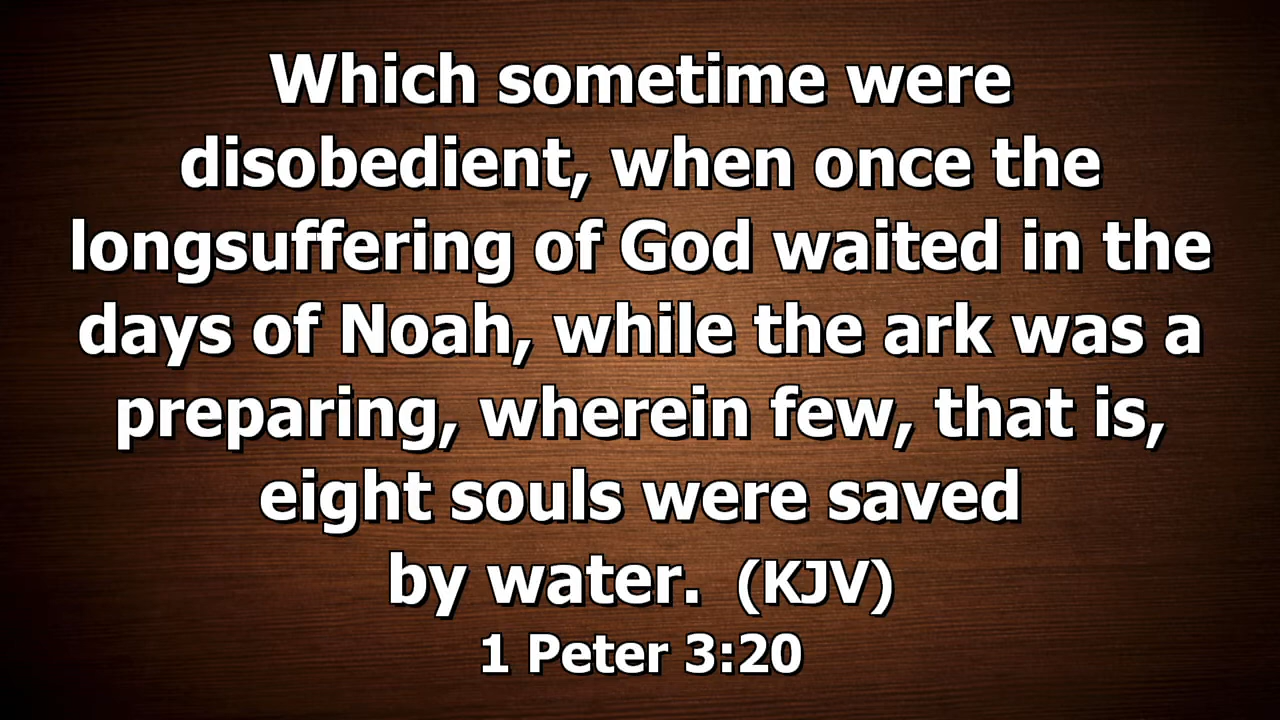 Which sometime were
disobedient, when once the
longsuffering of God waited in the
days of Noah, while the ark was a
preparing, wherein few, that is,
eight souls were saved
by water. (KJV)
1 Peter 3:20